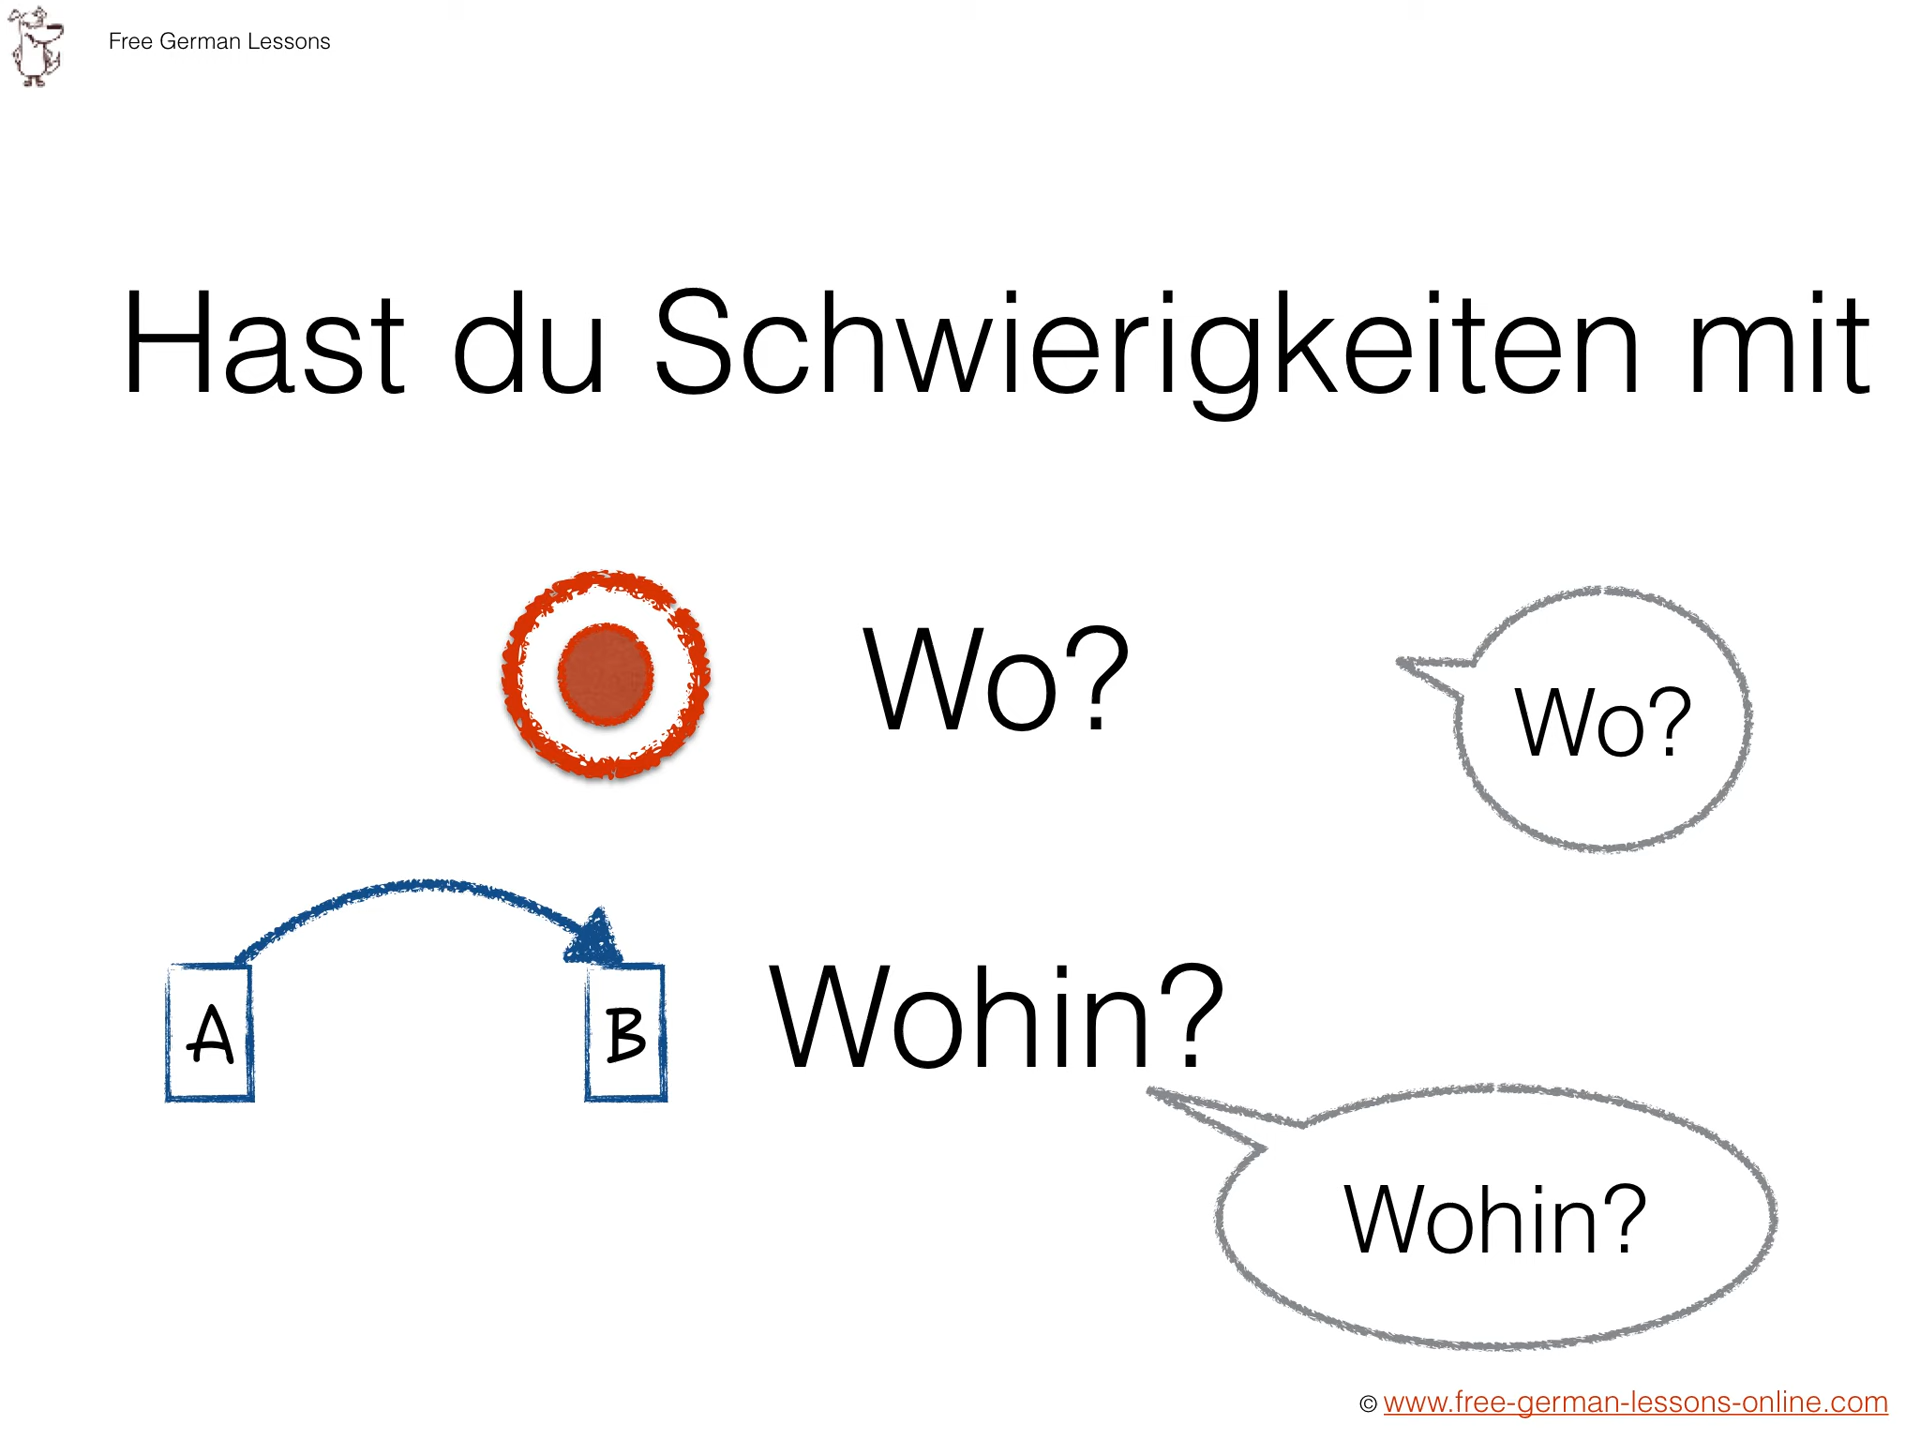 Free German Lessons
Hast du Schwierigkeiten mit
Wo?
Wo?
A
B
Wohin?
Wohin?
© www.free-german-lessons-online.com